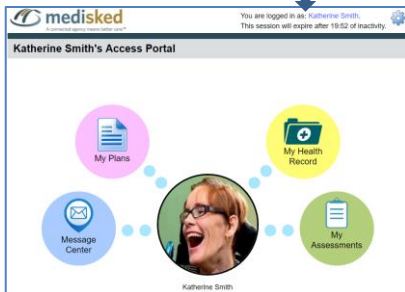 medisked
A connected agency means better care™
You are logged in as: Katherine Smith.
This session will expire after 19:52 of inactivity.
Katherine Smith's Access Portal
My Plans
My Health
Record
Message
Center
My
Assessments
Katherine Smith